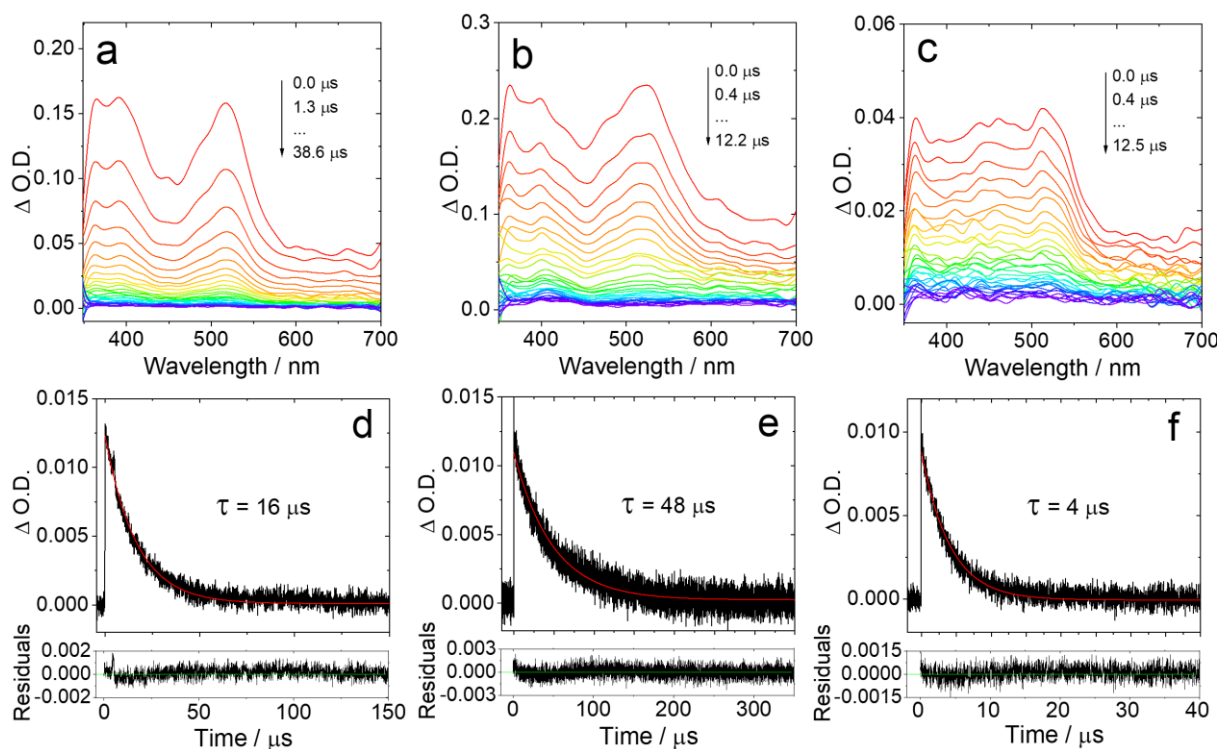 a
0.0 μs
1.3 μs
...
38.6 μs
0.20
0.15
0.10
0.05
0.00
Δ O.D.
400 500 600 700
Wavelength / nm
b
0.0 μs
0.4 μs
...
12.2 μs
0.3
0.2
0.1
0.0
Δ O.D.
400 500 600 700
Wavelength / nm
c
0.0 μs
0.4 μs
...
12.5 μs
0.06
0.04
0.02
0.00
Δ O.D.
400 500 600 700
Wavelength / nm
d
τ = 16 μs
0.015
0.010
0.005
0.000
Δ O.D.
0.002
0.000
-0.002
Residuals
0 50 100 150
Time / μs
e
τ = 48 μs
0.015
0.010
0.005
0.000
Δ O.D.
0.003
0.000
-0.003
Residuals
0 100 200 300
Time / μs
f
τ = 4 μs
0.010
0.005
0.000
Δ O.D.
0.0015
0.0000
-0.0015
Residuals
0 10 20 30 40
Time / μs